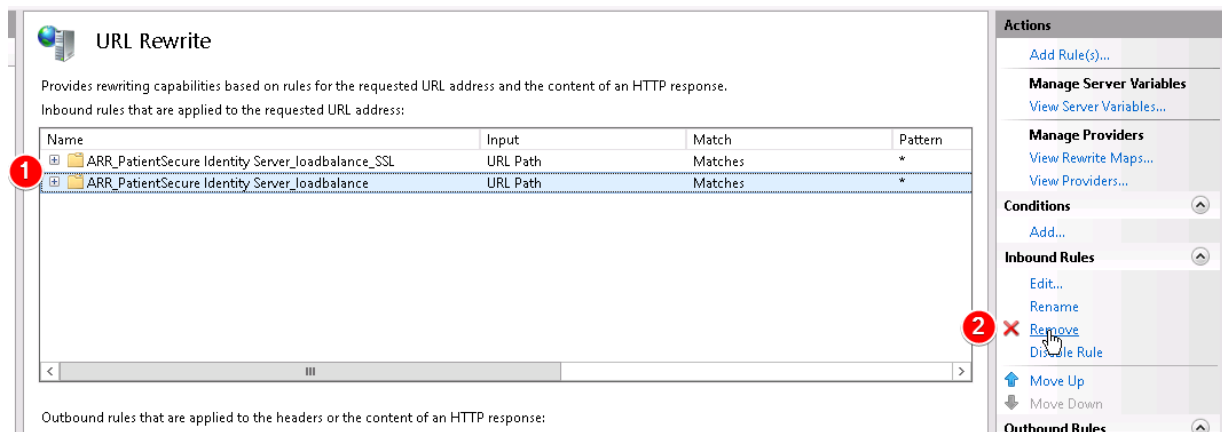 URL Rewrite
Provides rewriting capabilities based on rules for the requested URL address and the content of an HTTP response.
Inbound rules that are applied to the requested URL address:
Name Input Match Pattern
ARR_PatientSecure Identity Server_loadbalance_SSL URL Path Matches *
1
ARR_PatientSecure Identity Server_loadbalance URL Path Matches *
Outbound rules that are applied to the headers or the content of an HTTP response:
Actions
Add Rule(s)...
Manage Server Variables
View Server Variables...
Manage Providers
View Rewrite Maps...
View Providers...
Conditions
Add...
Inbound Rules
Edit...
Rename
2 Remove
Disable Rule
Move Up
Move Down
Outbound Rules